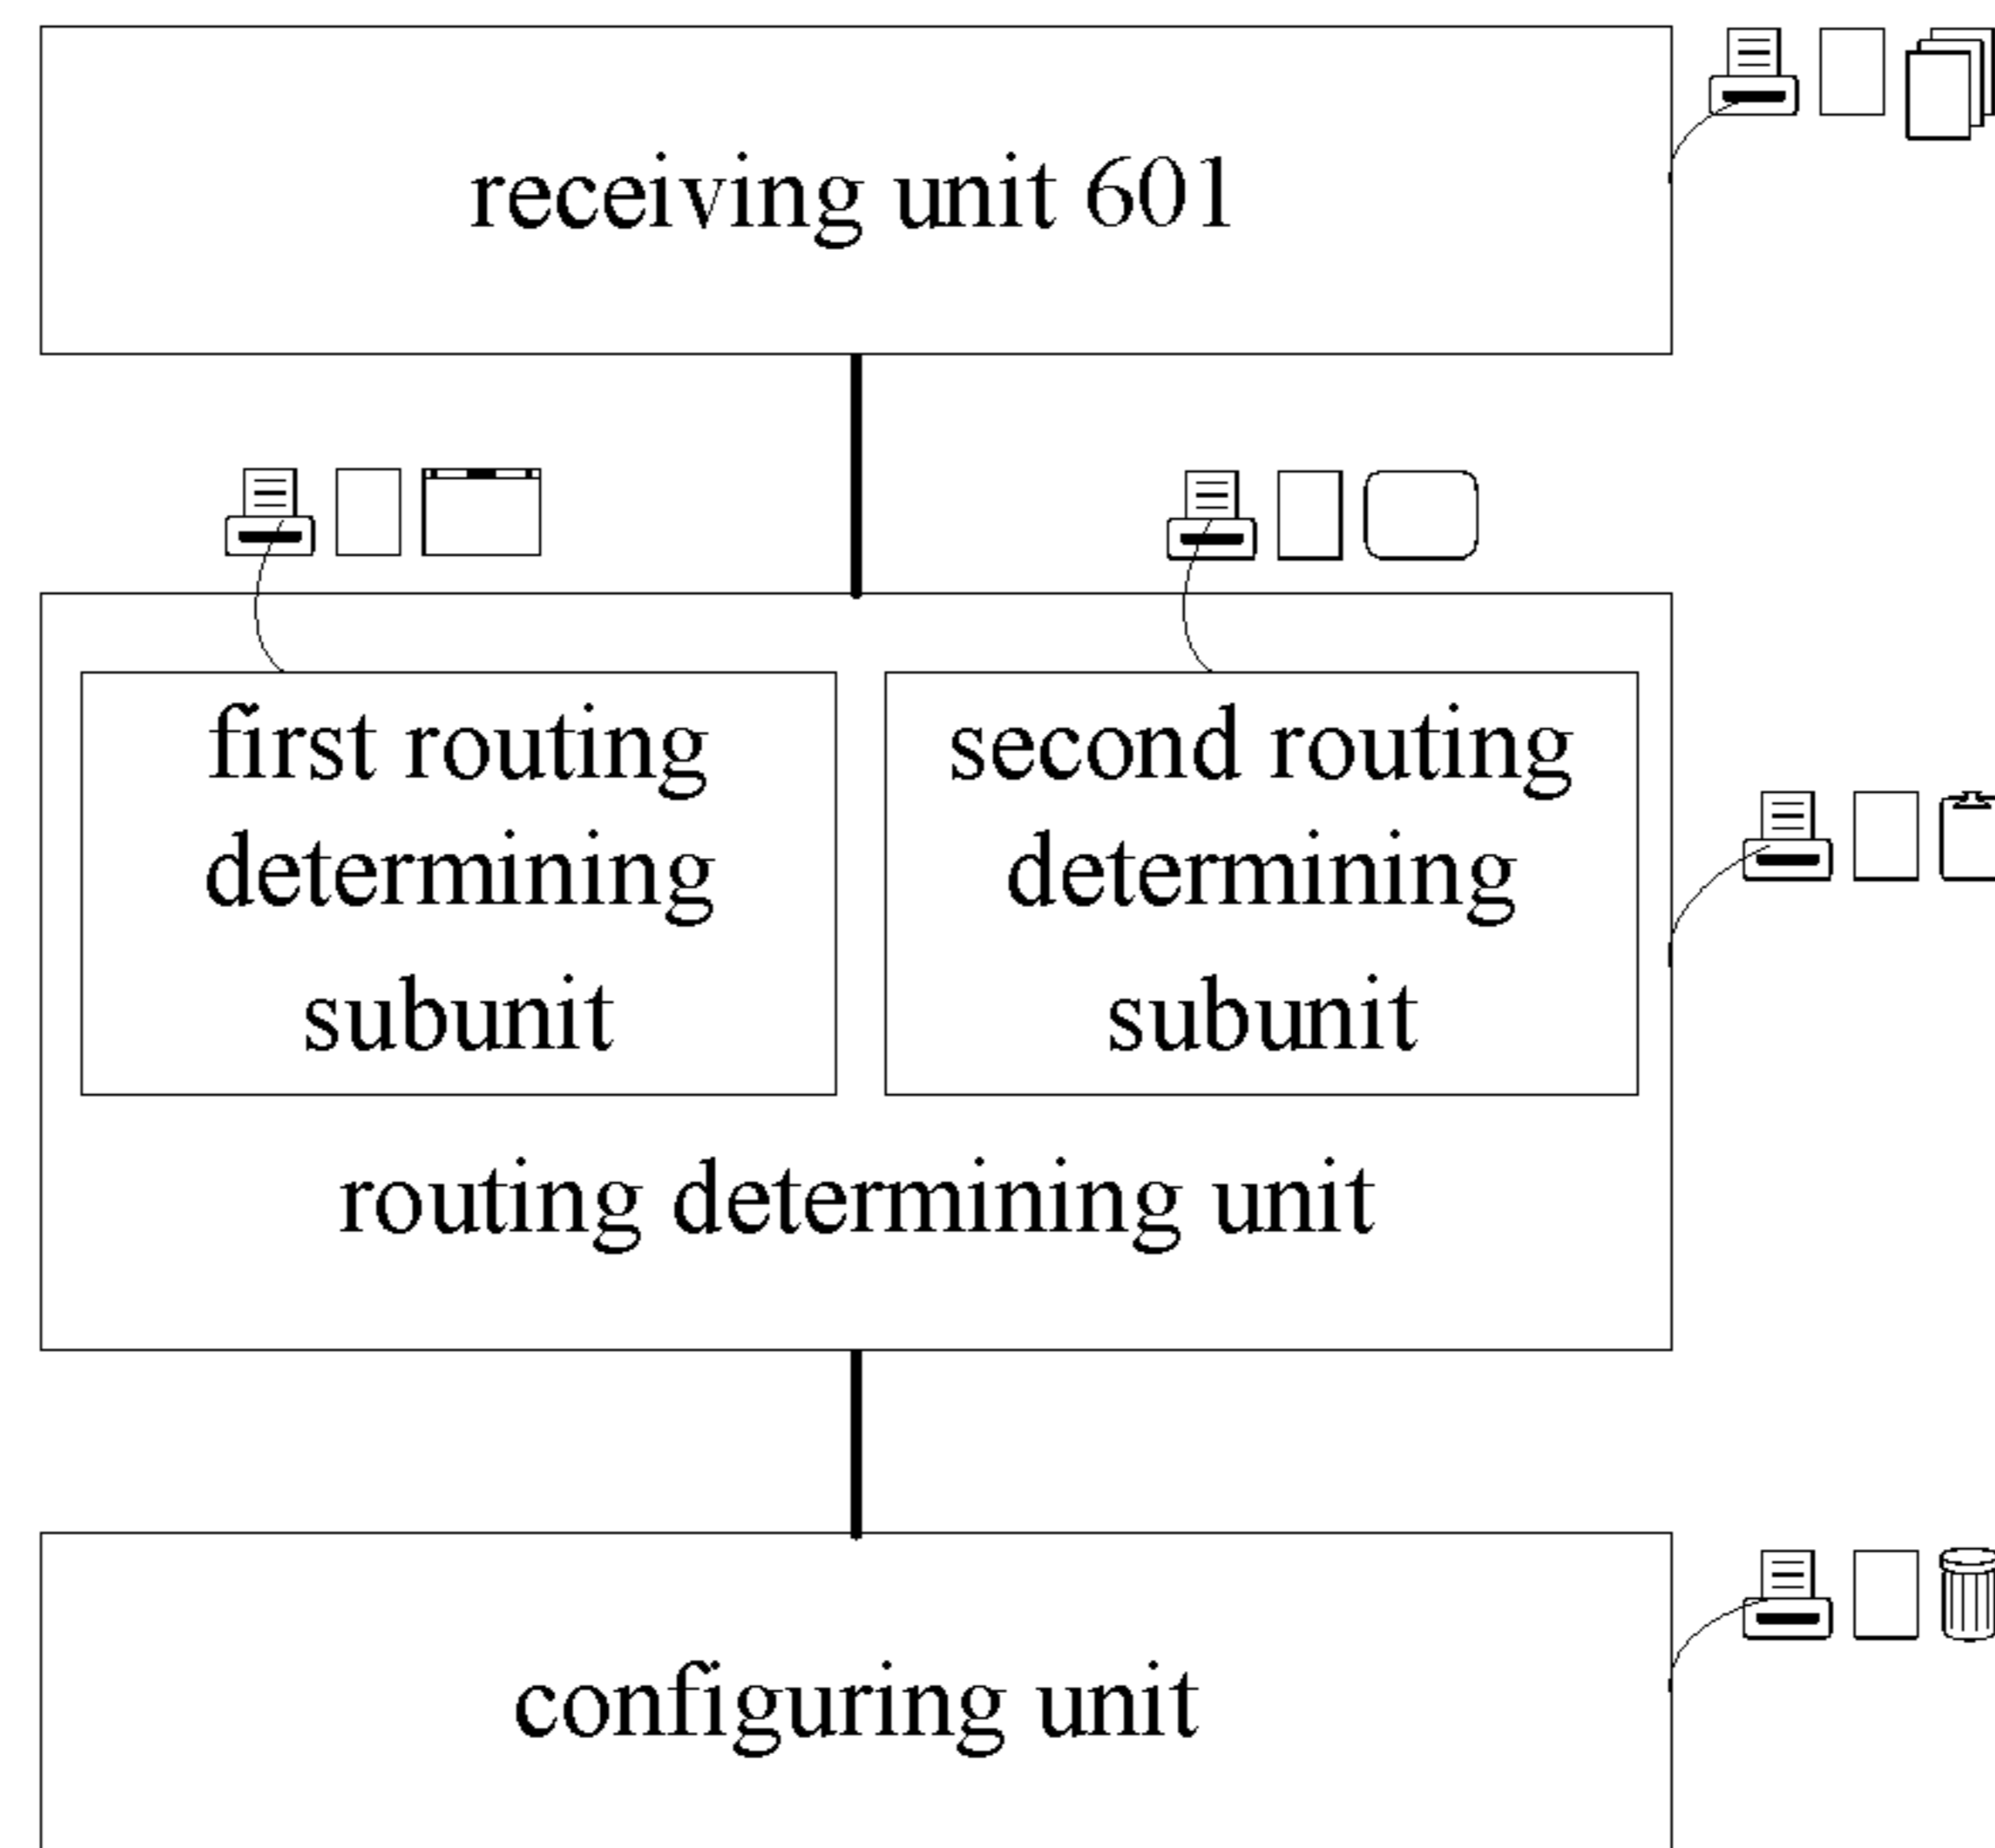 receiving unit 601
first routing
determining
subunit
second routing
determining
subunit
routing determining unit
configuring unit